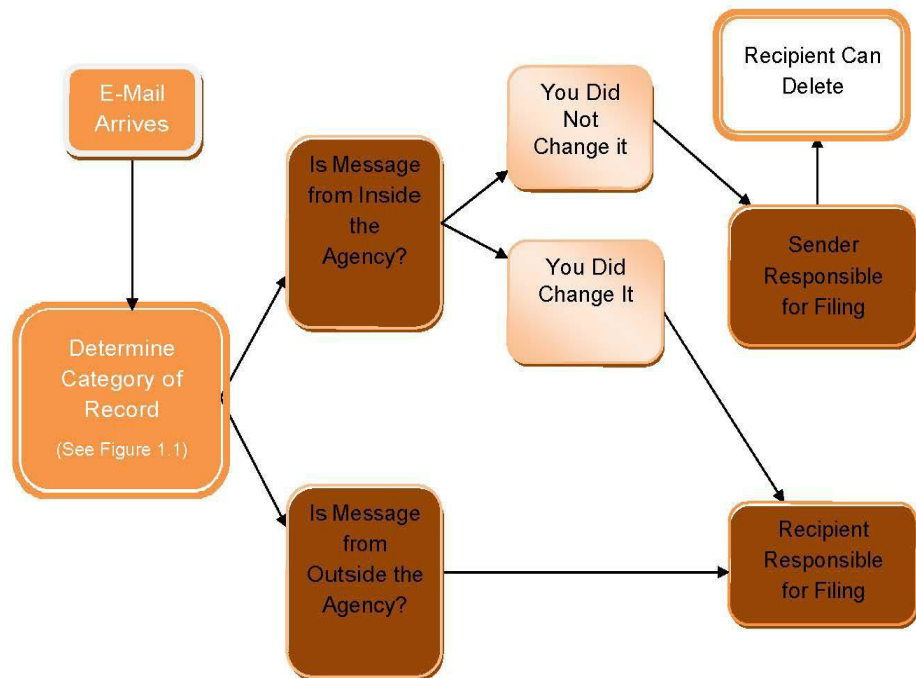 E-Mail
Arrives
Determine
Category of
Record
(See Figure 1.1)
Is Message
from Inside
the
Agency?
Is Message
from
Outside the
Agency?
You Did
Not
Change it
You Did
Change It
Recipient Can
Delete
Sender
Responsible
for Filing
Recipient
Responsible
for Filing